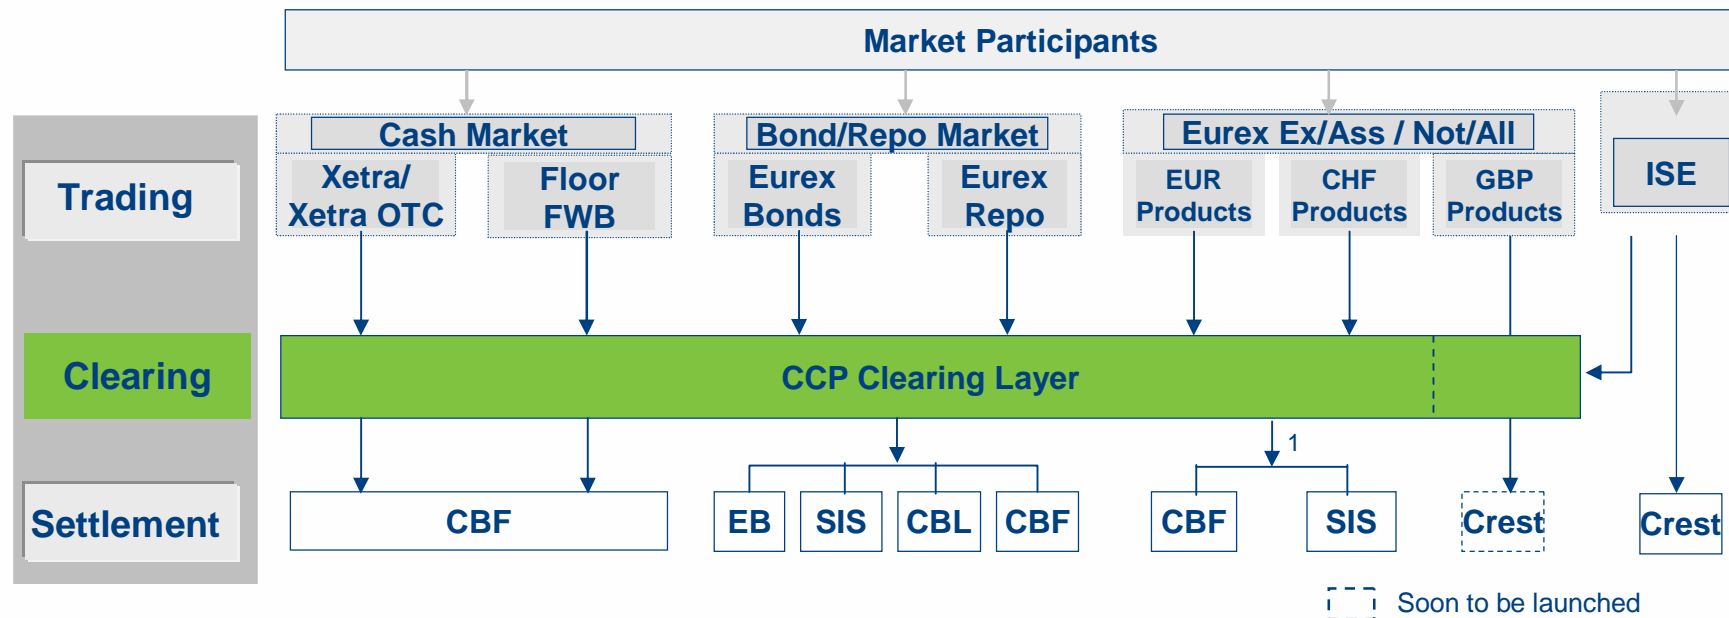 Market Participants
Cash Market
Bond/Repo Market
Eurex Ex/Ass / Not/All
Trading
Xetra/
Xetra OTC
Floor
FWB
Eurex
Bonds
Eurex
Repo
EUR
Products
CHF
Products
GBP
Products
ISE
Clearing
CCP Clearing Layer
1
Settlement
CBF
EB
SIS
CBL
CBF
CBF
SIS
Crest
Crest
Soon to be launched